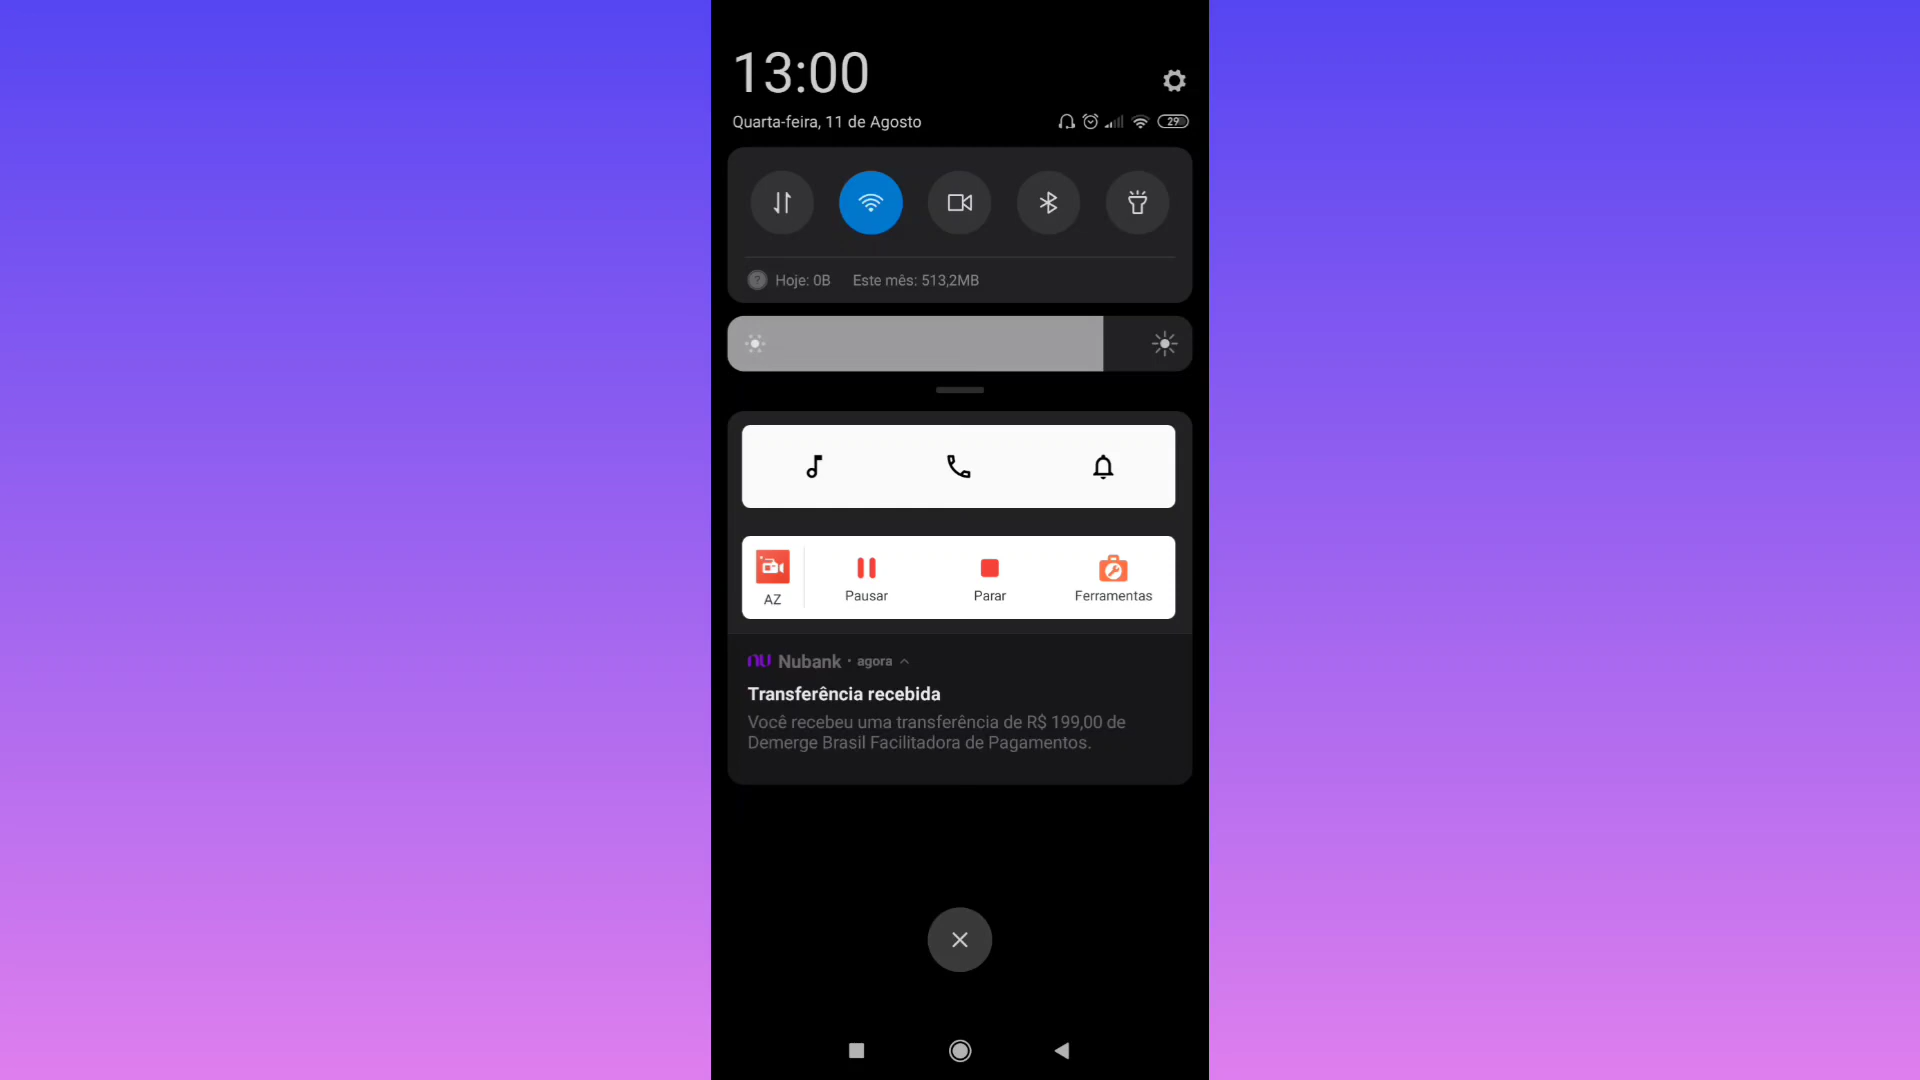 13:00
Quarta-feira, 11 de Agosto
29
Hoje: 0B Este mês: 513,2MB
AZ
Pausar
Parar
Ferramentas
nu Nubank · agora
Transferência recebida
Você recebeu uma transferência de R$ 199,00 de
Demerge Brasil Facilitadora de Pagamentos.